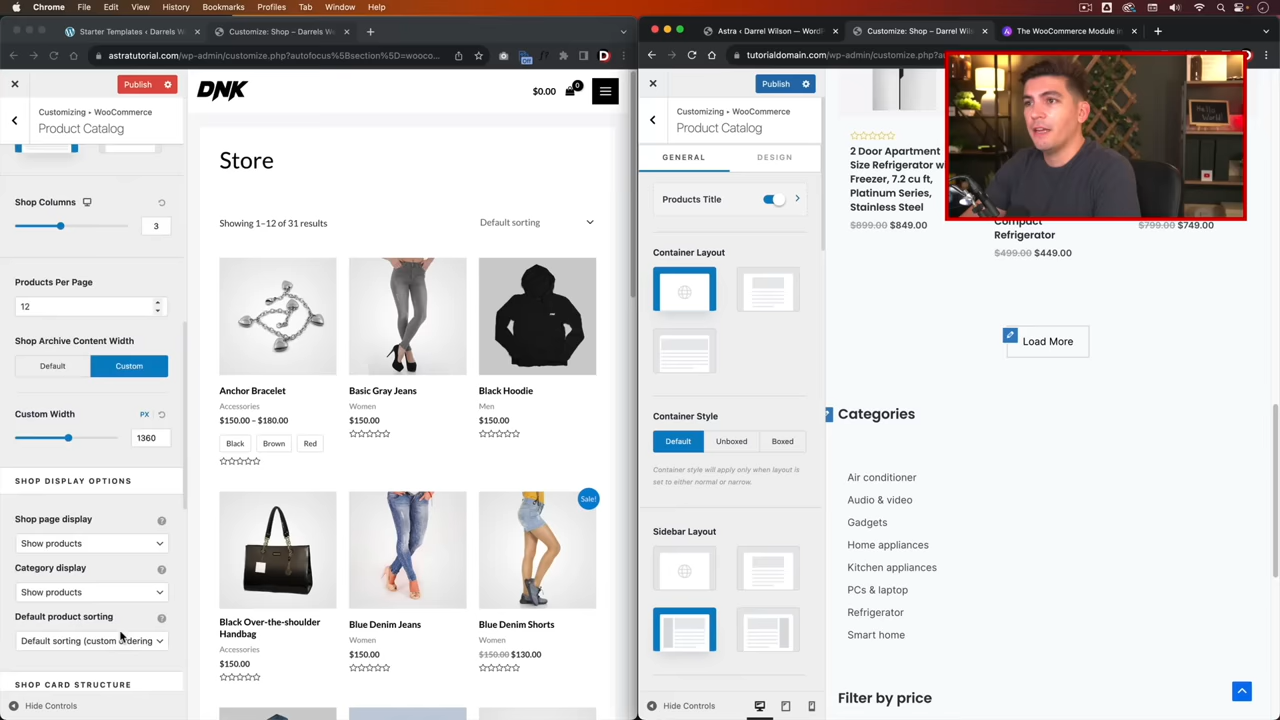 Chrome File Edit View History Bookmarks Profiles Tab Window Help
Starter Templates ‹ Darrels W
Customize: Shop – Darrels We
astratutorial.com/wp-admin/customize.php?autofocus%5Bsection%5D=wooco...
Publish
Customizing • WooCommerce
Product Catalog
Shop Columns
3
Products Per Page
12
Shop Archive Content Width
Default
Custom
Custom Width
PX
1360
SHOP DISPLAY OPTIONS
Shop page display
Show products
Category display
Show products
Default product sorting
Default sorting (custom ordering
SHOP CARD STRUCTURE
Hide Controls
DNK
$0.00
0
Store
Showing 1–12 of 31 results
Default sorting
Anchor Bracelet
Accessories
$150.00 – $180.00
Black
Brown
Red
Basic Gray Jeans
Women
$150.00
Black Hoodie
Men
$150.00
Sale!
Black Over-the-shoulder
Handbag
Accessories
$150.00
Blue Denim Jeans
Women
$150.00
Blue Denim Shorts
Women
$150.00 $130.00
Astra ‹ Darrel Wilson — WordP
Customize: Shop – Darrel Wil
The WooCommerce Module in
tutorialdomain.com/wp-admin/customize.php?a
Publish
Customizing • WooCommerce
Product Catalog
GENERAL
DESIGN
Products Title
Container Layout
Container Style
Default
Unboxed
Boxed
Container style will apply only when layout is
set to either normal or narrow.
Sidebar Layout
Hide Controls
2 Door Apartment
Size Refrigerator w
Freezer, 7.2 cu ft,
Platinum Series,
Stainless Steel
$899.00 $849.00
Compact
Refrigerator
$499.00 $449.00
$799.00 $749.00
Load More
Categories
Air conditioner
Audio & video
Gadgets
Home appliances
Kitchen appliances
PCs & laptop
Refrigerator
Smart home
Filter by price